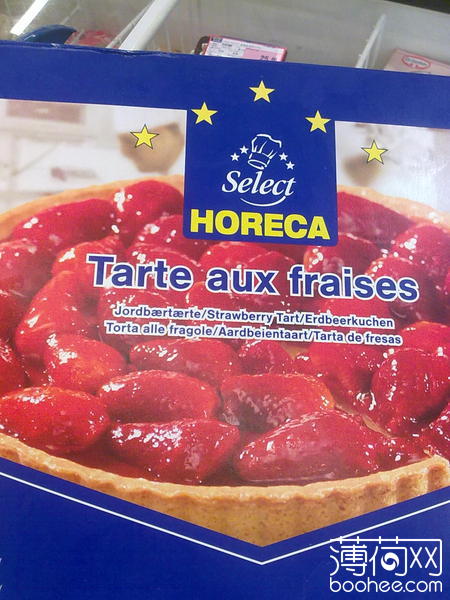 Select
HORECA
Tarte aux fraises
Jordbærtærte/Strawberry Tart/Erdbeerkuchen
Torta alle fragole/Aardbeientaart/Tarta de fresas
薄荷网
boohee.com